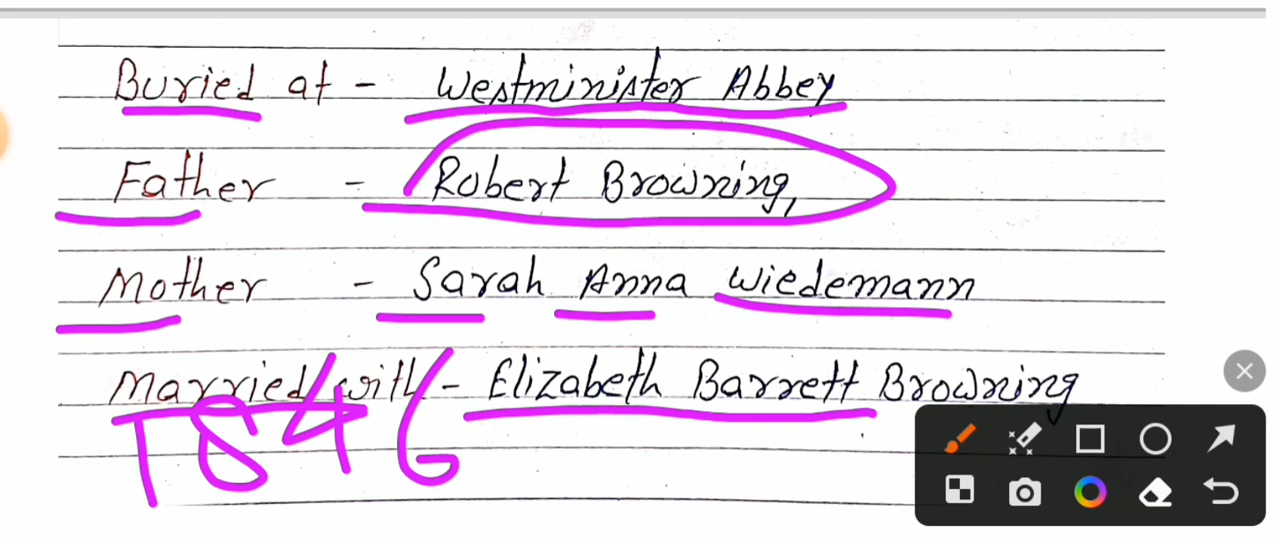 Buried at - Westminister Abbey
Father - Robert Browning,
Mother - Sarah Anna Wiedemann
Married with - Elizabeth Barrett Browning
1846